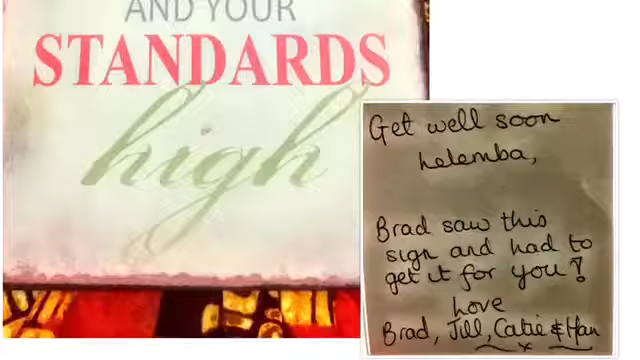 AND YOUR
STANDARDS
high
Get well soon
helemba,
Brad saw this
sign and had to
get it for you!
Love
Brad, Jill, Catie & Han
x